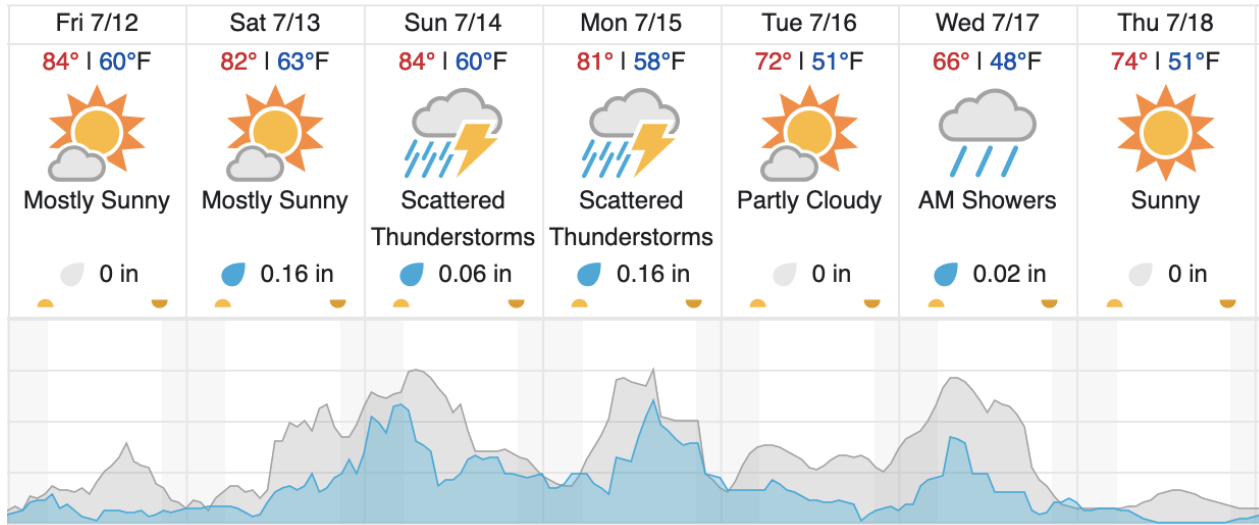 Fri 7/12 Sat 7/13 Sun 7/14 Mon 7/15 Tue 7/16 Wed 7/17 Thu 7/18
84° | 60°F 82° | 63°F 84° | 60°F 81° | 58°F 72° | 51°F 66° | 48°F 74° | 51°F
Mostly Sunny Mostly Sunny Scattered Scattered Partly Cloudy AM Showers Sunny
Thunderstorms Thunderstorms
0 in 0.16 in 0.06 in 0.16 in 0 in 0.02 in 0 in